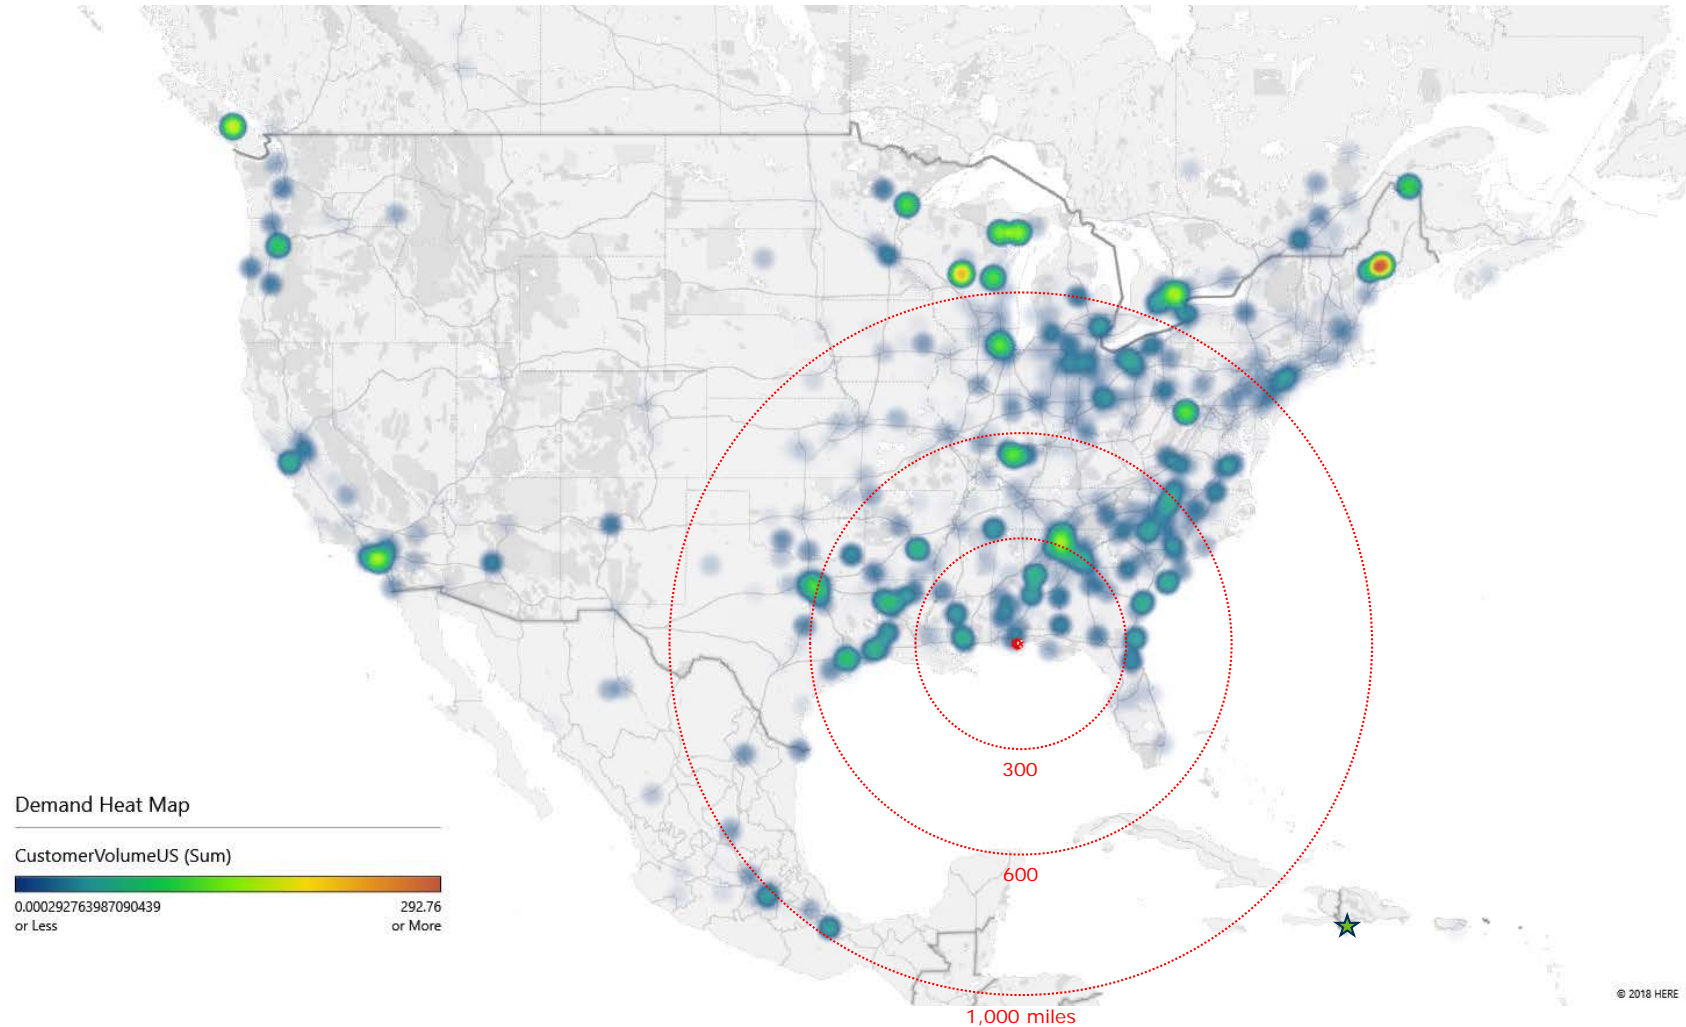 300
600
1,000 miles
Demand Heat Map
CustomerVolumeUS (Sum)
0.000292763987090439
or Less
292.76
or More
© 2018 HERE